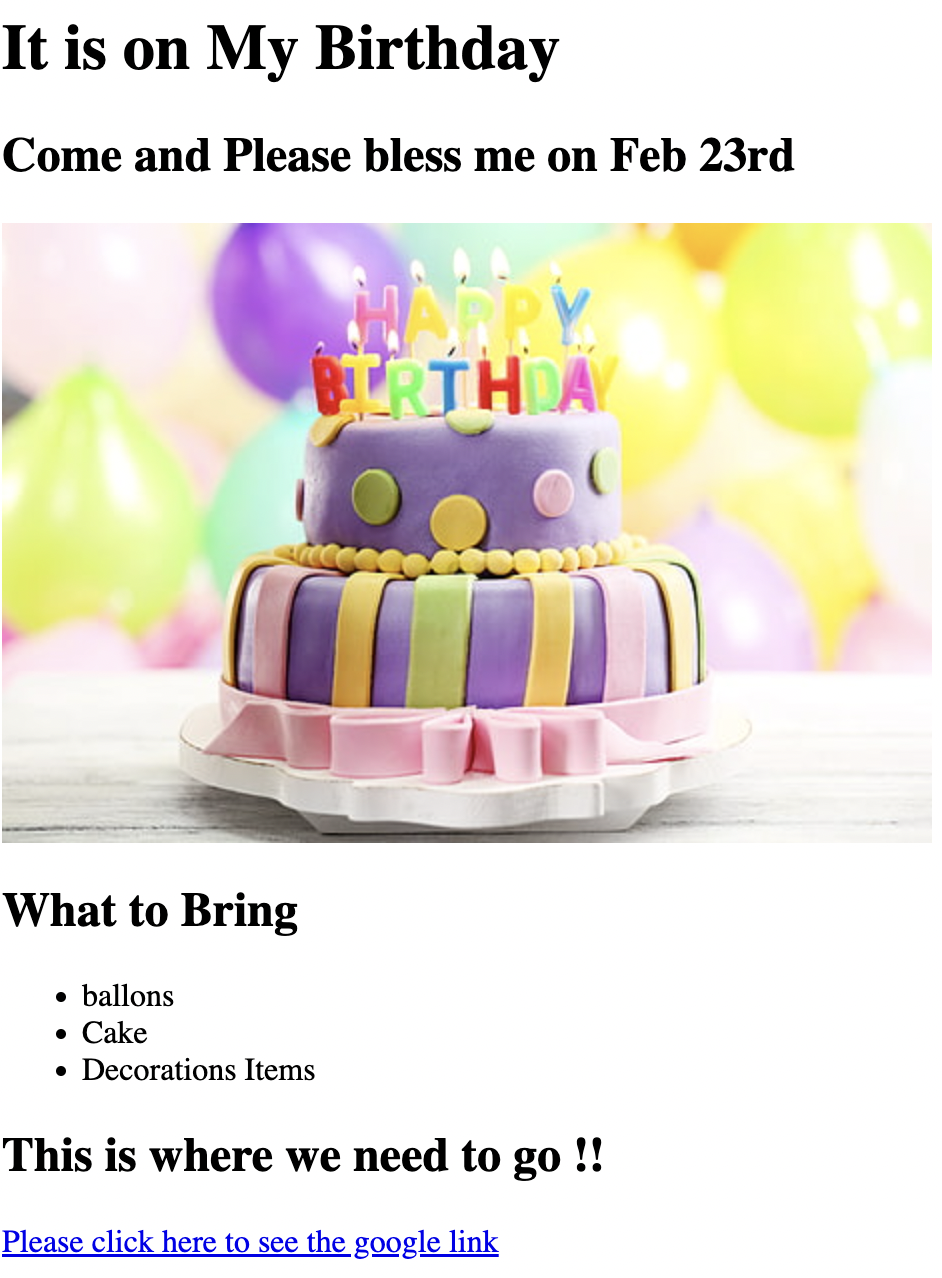 It is on My Birthday
Come and Please bless me on Feb 23rd
HAPPY
BIRTHDAY
What to Bring
ballons
Cake
Decorations Items
This is where we need to go !!
Please click here to see the google link